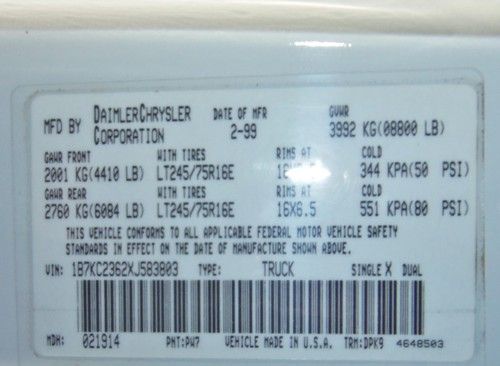 MFD BY DAIMLERCHRYSLER CORPORATION DATE OF MFR 2-99 GVWR 3992 KG(08800 LB)
GAWR FRONT WITH TIRES RIMS AT COLD
2001 KG(4410 LB) LT245/75R16E 344 KPA(50 PSI)
GAWR REAR WITH TIRES RIMS AT COLD
2760 KG(6084 LB) LT245/75R16E 16X6.5 551 KPA(80 PSI)
THIS VEHICLE CONFORMS TO ALL APPLICABLE FEDERAL MOTOR VEHICLE SAFETY
STANDARDS IN EFFECT ON THE DATE OF MANUFACTURE SHOWN ABOVE.
VIN: 1B7KC2362XJ583803 TYPE: TRUCK SINGLE X DUAL
MDH: 021914 PNT:PW7 VEHICLE MADE IN U.S.A. TRM:DPK9 4648503